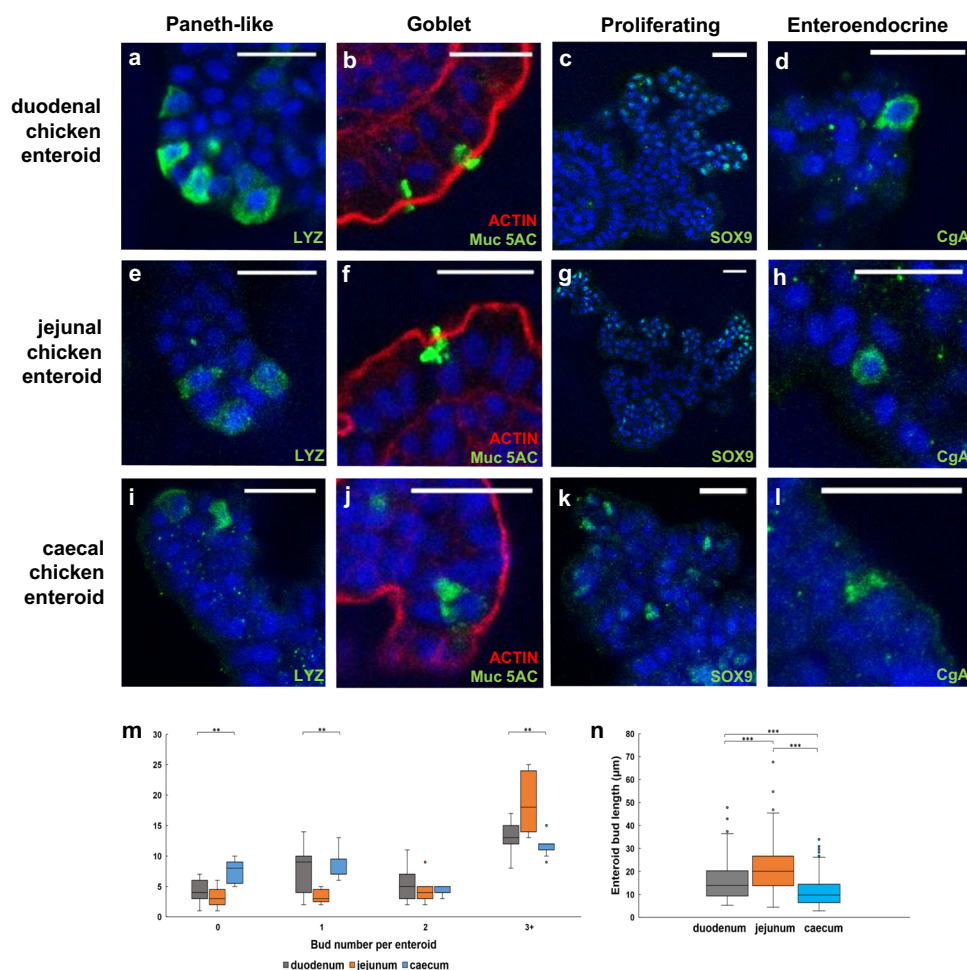 Paneth-like Goblet Proliferating Enteroendocrine
duodenal
chicken
enteroid
a b c d
LYZ
ACTIN
Muc 5AC
SOX9
CgA
jejunal
chicken
enteroid
e f g h
LYZ
ACTIN
Muc 5AC
SOX9
CgA
caecal
chicken
enteroid
i j k l
LYZ
ACTIN
Muc 5AC
SOX9
CgA
m
30
25
20
15
10
5
0
** ** **
0 1 2 3+
Bud number per enteroid
duodenum jejunum caecum
n
Enteroid bud length (µm)
80
70
60
50
40
30
20
10
0
***
*** ***
duodenum jejunum caecum